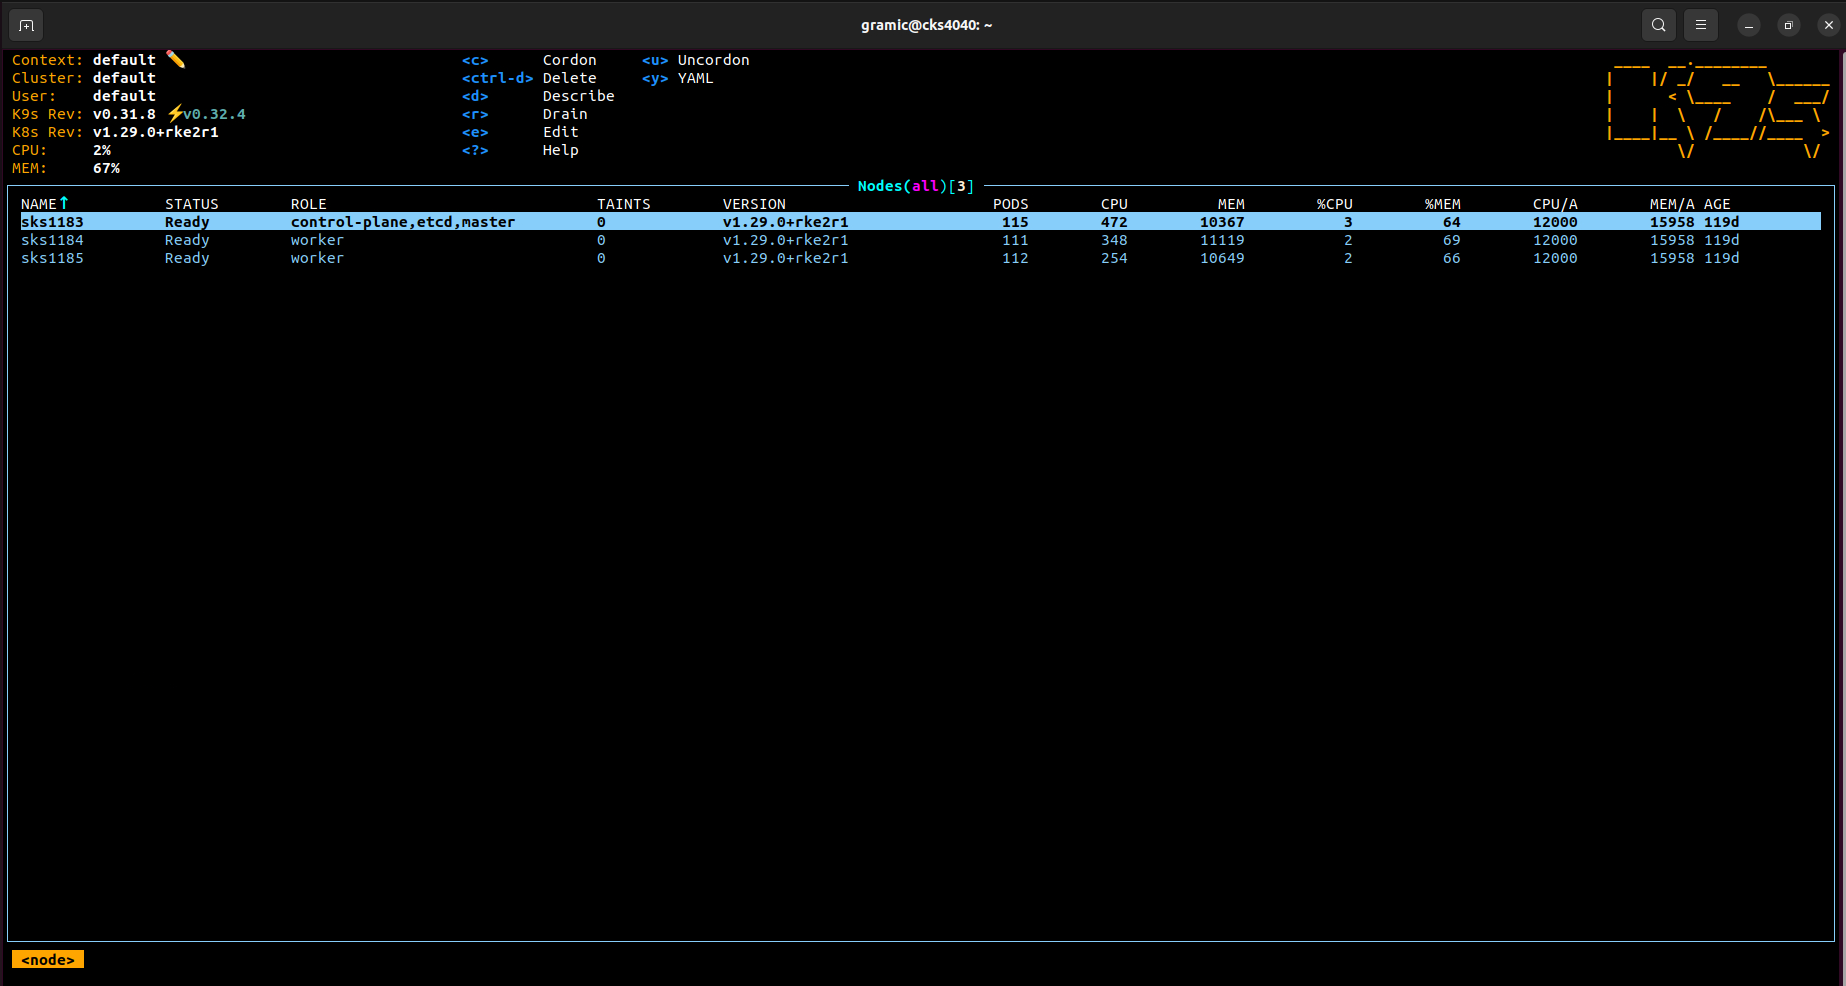 gramic@cks4040: ~
Context: default ✏️ <c> Cordon <u> Uncordon
Cluster: default <ctrl-d> Delete <y> YAML
User: default <d> Describe
K9s Rev: v0.31.8 ⚡v0.32.4 <r> Drain
K8s Rev: v1.29.0+rke2r1 <e> Edit
CPU: 2% <?> Help
MEM: 67%
Nodes(all)[3]
NAME↑ STATUS ROLE TAINTS VERSION PODS CPU MEM %CPU %MEM CPU/A MEM/A AGE
sks1183 Ready control-plane,etcd,master 0 v1.29.0+rke2r1 115 472 10367 3 64 12000 15958 119d
sks1184 Ready worker 0 v1.29.0+rke2r1 111 348 11119 2 69 12000 15958 119d
sks1185 Ready worker 0 v1.29.0+rke2r1 112 254 10649 2 66 12000 15958 119d
<node>